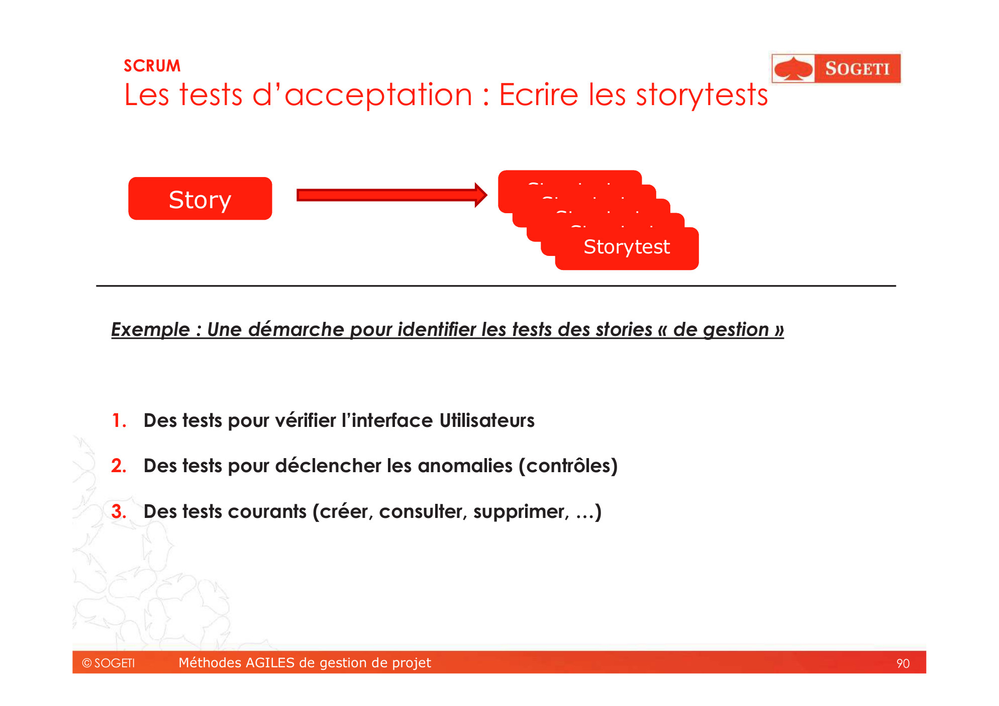 SCRUM
Les tests d’acceptation : Ecrire les storytests
SOGETI
Story
Storytest
Exemple : Une démarche pour identifier les tests des stories « de gestion »
1. Des tests pour vérifier l’interface Utilisateurs
2. Des tests pour déclencher les anomalies (contrôles)
3. Des tests courants (créer, consulter, supprimer, …)
© SOGETI Méthodes AGILES de gestion de projet 90